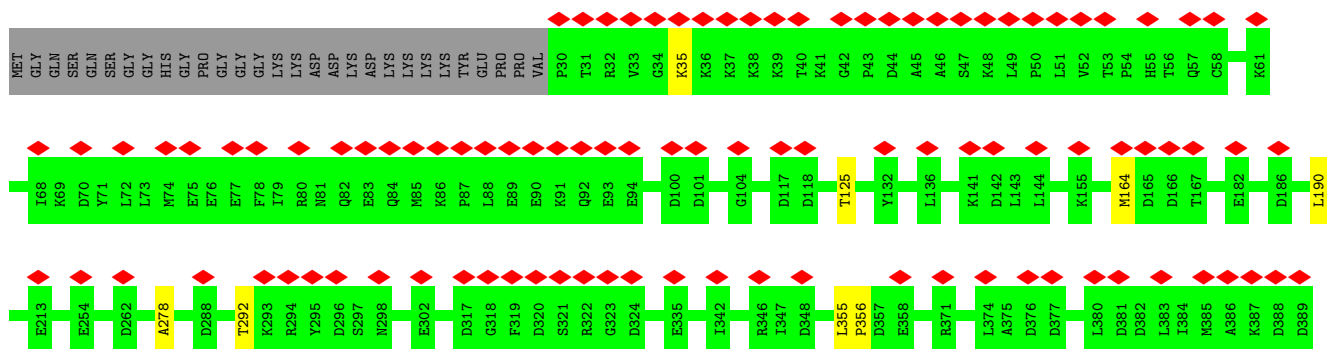 MET GLY GLN SER GLN SER GLY GLY HIS GLY PRO GLY GLY GLY LYS LYS ASP ASP LYS ASP LYS LYS LYS LYS TYR GLU PRO PRO VAL P30 T31 R32 V33 G34 K35 K36 K37 K38 K39 T40 K41 G42 P43 D44 A45 A46 S47 K48 L49 P50 L51 V52 T53 P54 H55 T56 Q57 C58 K61
I68 K69 D70 Y71 L72 L73 M74 E75 E76 E77 F78 I79 R80 N81 Q82 E83 Q84 M85 K86 P87 L88 E89 E90 K91 Q92 E93 E94 D100 D101 G104 D117 D118 T125 Y132 L136 K141 D142 L143 L144 K155 M164 D165 D166 T167 E182 D186 L190
E213 E254 D262 A278 D288 T292 K293 R294 Y295 D296 S297 N298 E302 D317 G318 F319 D320 S321 R322 G323 D324 E335 I342 R346 I347 D348 L355 P356 D357 E358 R371 L374 A375 D376 D377 L380 D381 D382 L383 I384 M385 A386 K387 D388 D389